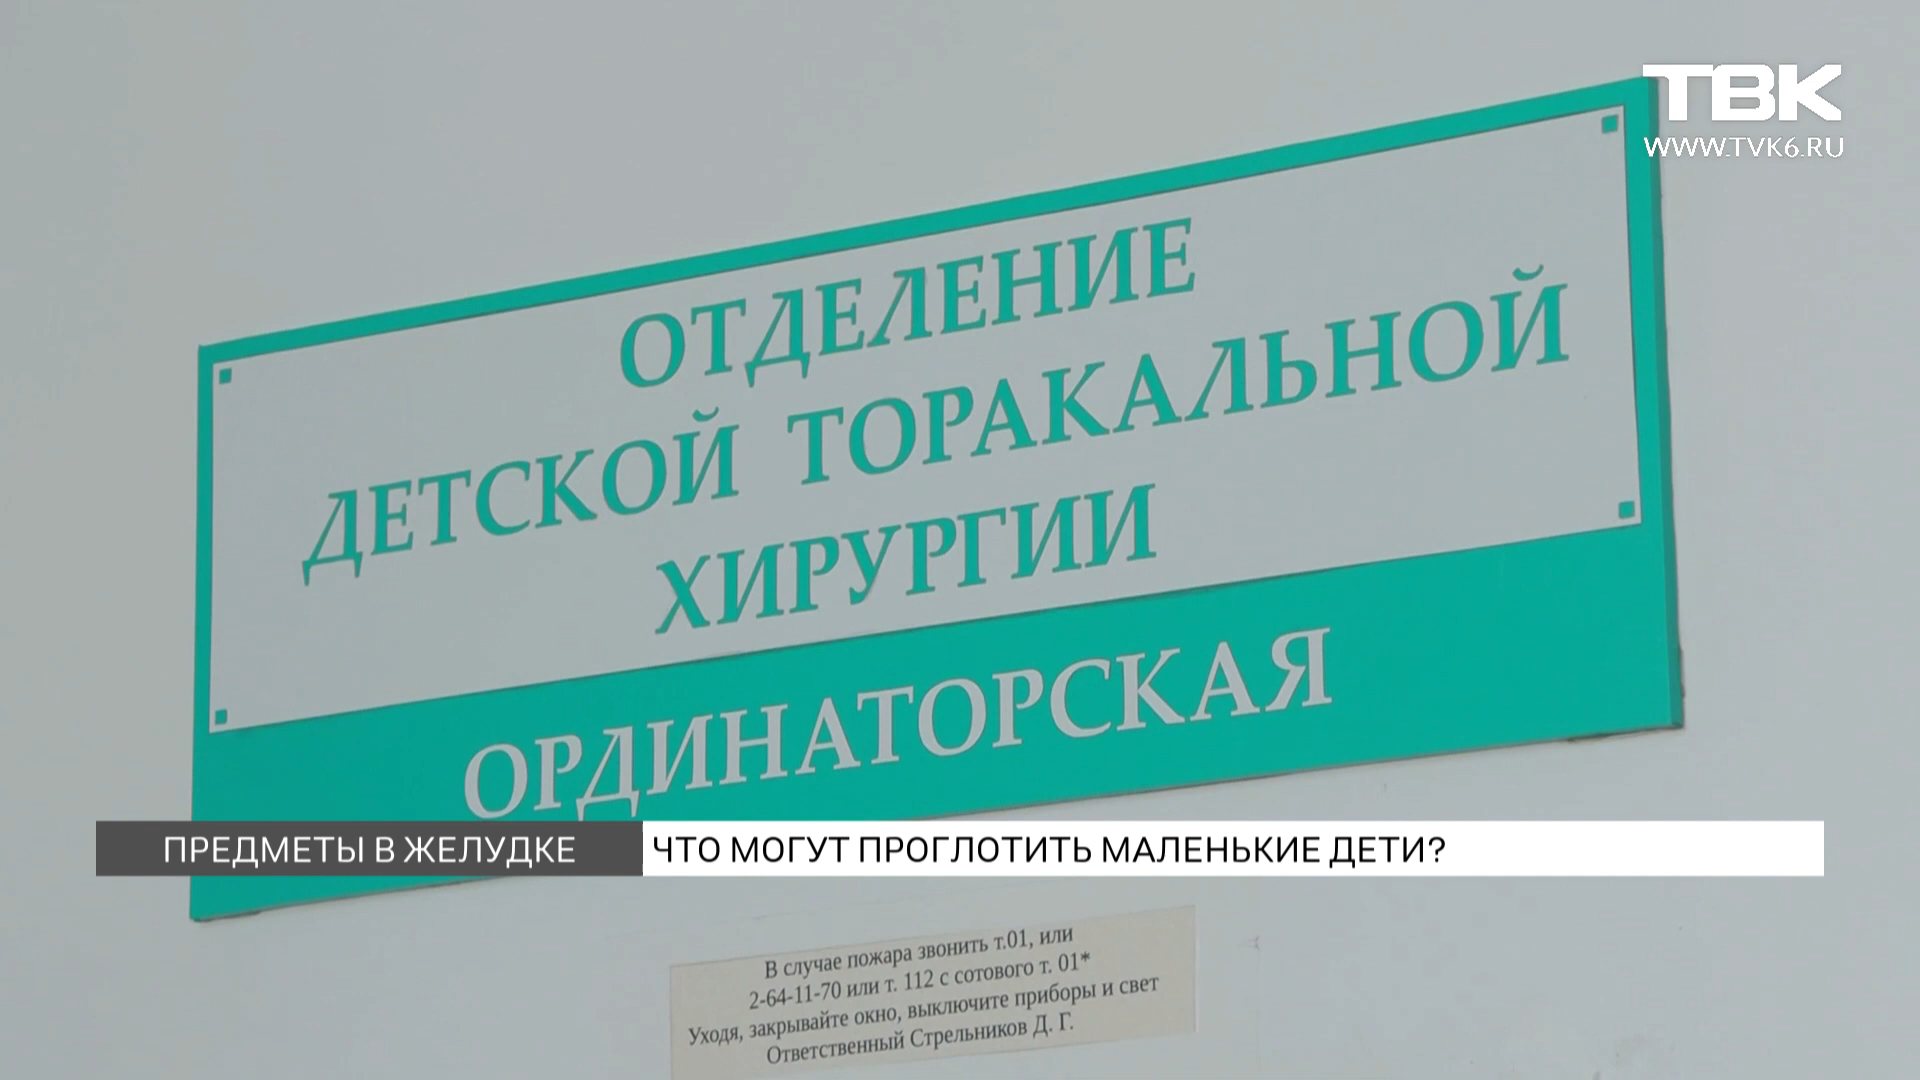 ТВК
WWW.TVK6.RU
ОТДЕЛЕНИЕ
ДЕТСКОЙ ТОРАКАЛЬНОЙ
ХИРУРГИИ
ОРДИНАТОРСКАЯ
ПРЕДМЕТЫ В ЖЕЛУДКЕ
ЧТО МОГУТ ПРОГЛОТИТЬ МАЛЕНЬКИЕ ДЕТИ?
В случае пожара звонить т.01, или
2-64-11-70 или т. 112 с сотового т. 01*
Уходя, закрывайте окно, выключите приборы и свет
Ответственный Стрельников Д. Г.